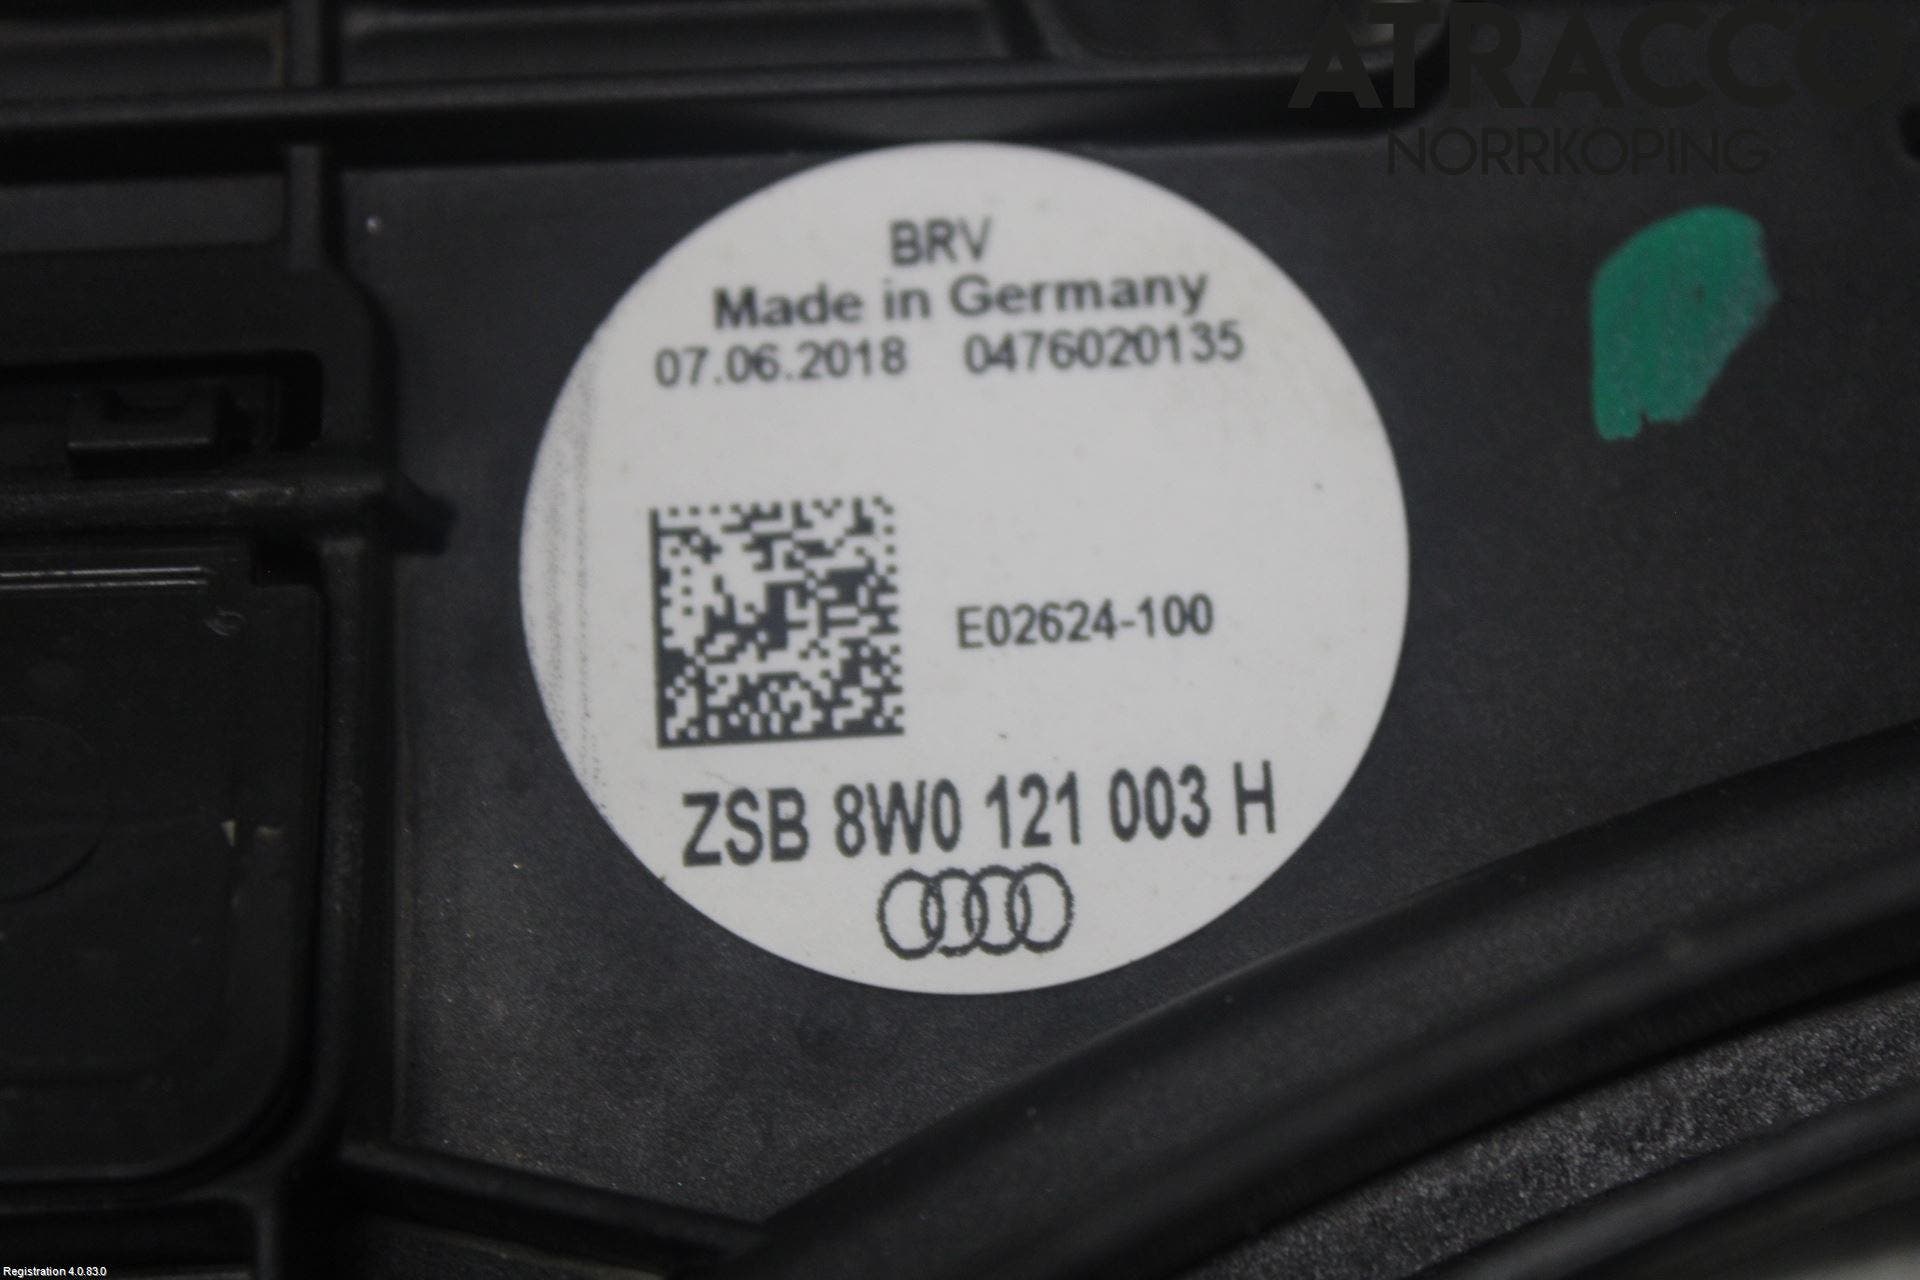 ATRACCO
NORRKÖPING
BRV
Made in Germany
07.06.2018 0476020135
E02624-100
ZSB 8W0 121 003 H
Registration 4.0.83.0